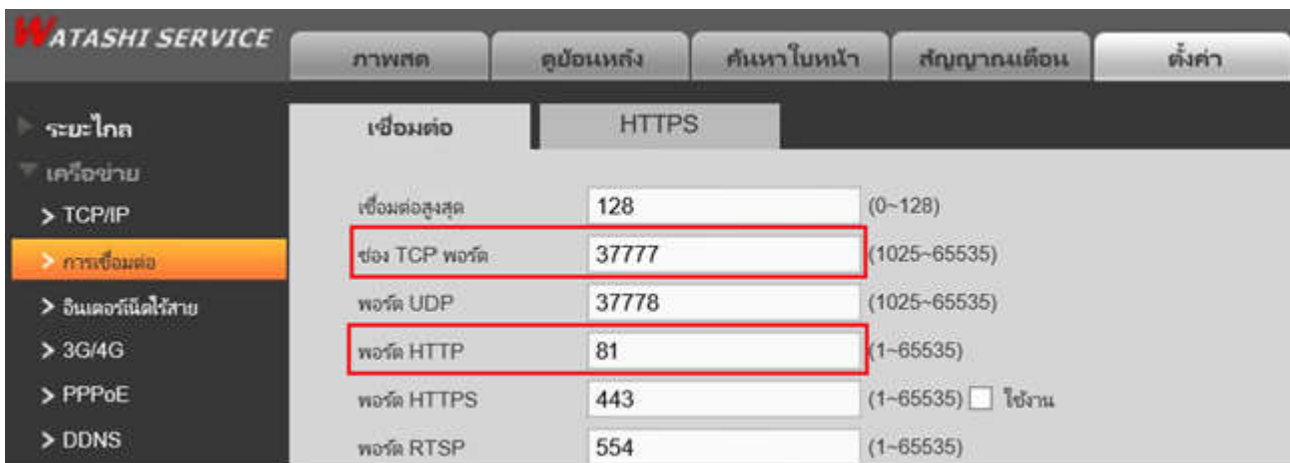 WATASHI SERVICE
ภาพสด ดูย้อนหลัง ค้นหาใบหน้า สัญญาณเตือน ตั้งค่า
ระยะไกล
เครือข่าย
> TCP/IP
> การเชื่อมต่อ
> อินเตอร์เน็ตไร้สาย
> 3G/4G
> PPPoE
> DDNS
เชื่อมต่อ HTTPS
เชื่อมต่อสูงสุด 128 (0~128)
ช่อง TCP พอร์ต 37777 (1025~65535)
พอร์ต UDP 37778 (1025~65535)
พอร์ต HTTP 81 (1~65535)
พอร์ต HTTPS 443 (1~65535) ใช้งาน
พอร์ต RTSP 554 (1~65535)